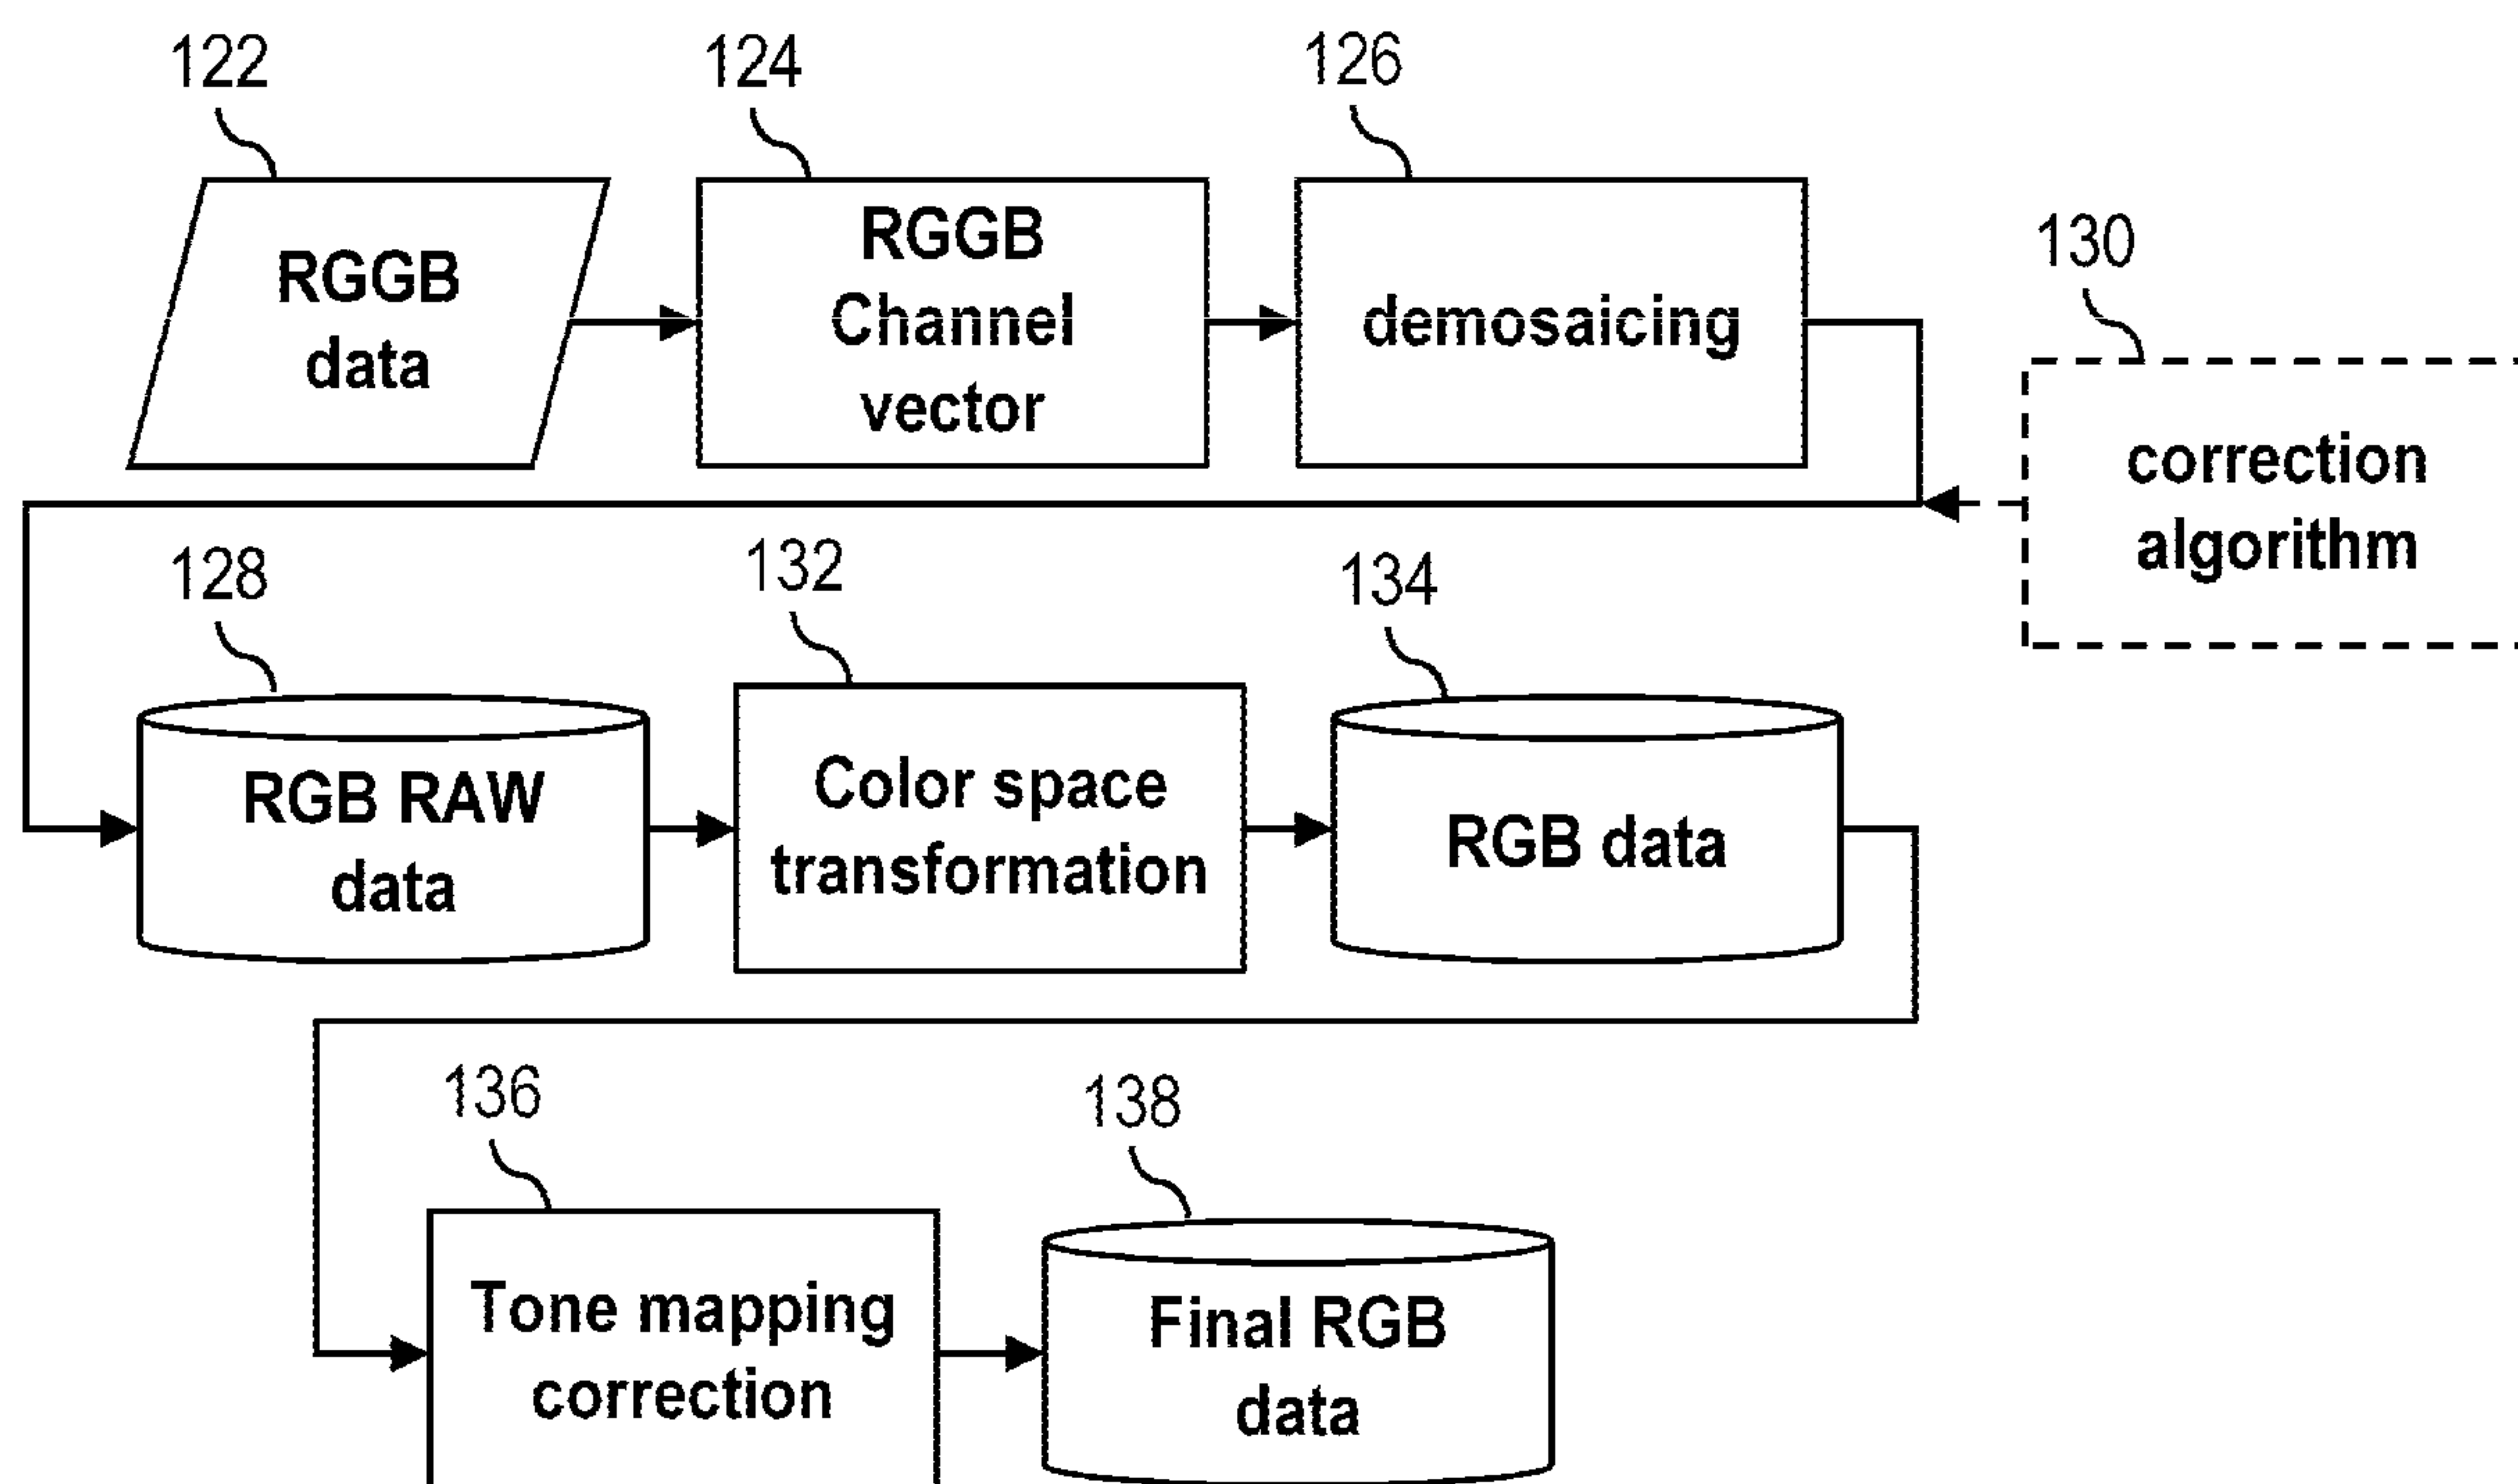 122
124
126
130
RGGB
data
RGGB
Channel
vector
demosaicing
correction
algorithm
128
132
134
RGB RAW
data
Color space
transformation
RGB data
136
138
Tone mapping
correction
Final RGB
data